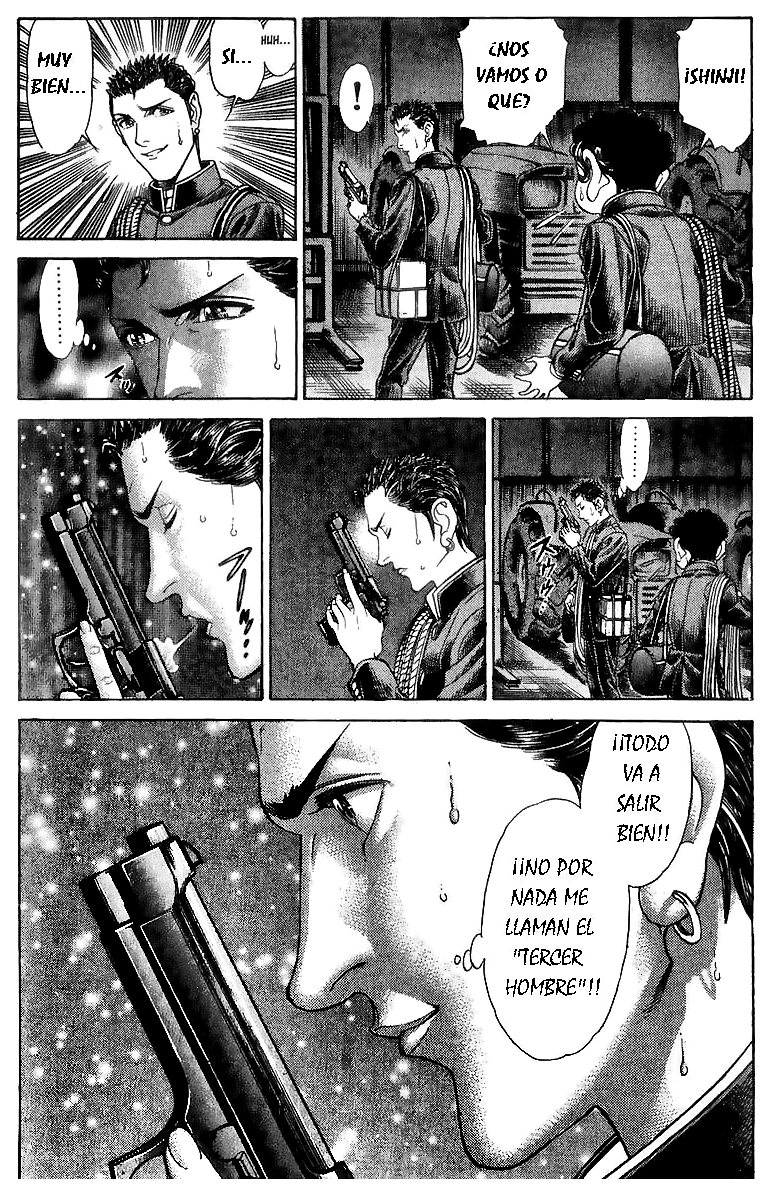 ¡SHINJI!
¿NOS
VAMOS O
QUE?
!
HUH...
SI...
MUY
BIEN...
........
.......
¡¡TODO
VA A
SALIR
BIEN!!
¡¡NO POR
NADA ME
LLAMAN EL
"TERCER
HOMBRE"!!